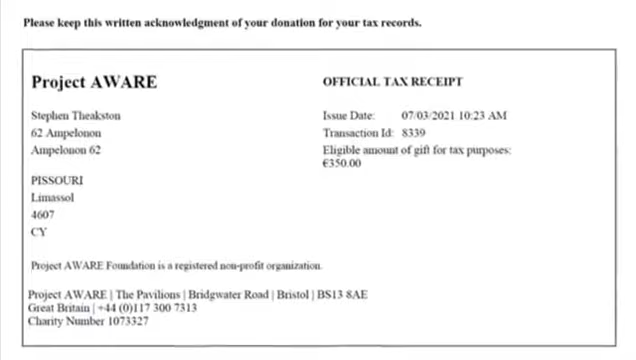 Please keep this written acknowledgment of your donation for your tax records.
Project AWARE
OFFICIAL TAX RECEIPT
Stephen Theakston
62 Ampelonon
Ampelonon 62
PISSOURI
Limassol
4607
CY
Issue Date: 07/03/2021 10:23 AM
Transaction Id: 8339
Eligible amount of gift for tax purposes:
€350.00
Project AWARE Foundation is a registered non-profit organization.
Project AWARE | The Pavilions | Bridgwater Road | Bristol | BS13 8AE
Great Britain | +44 (0)117 300 7313
Charity Number 1073327